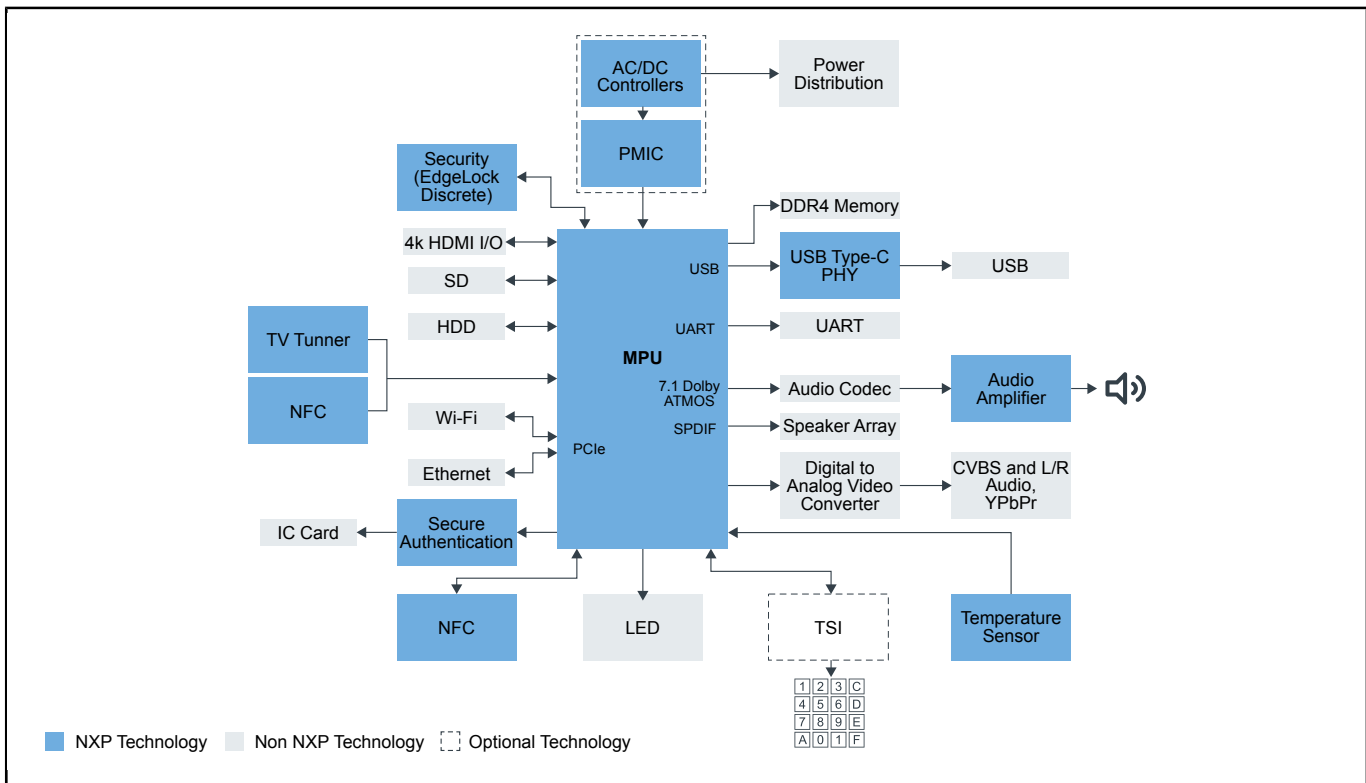 AC/DC
Controllers
Power
Distribution
PMIC
Security
(EdgeLock
Discrete)
DDR4 Memory
4k HDMI I/O
USB
USB Type-C
PHY
USB
SD
HDD
UART
UART
TV Tunner
MPU
NFC
7.1 Dolby
ATMOS
Audio Codec
Audio
Amplifier
Wi-Fi
SPDIF
Speaker Array
PCIe
Ethernet
Digital to
Analog Video
Converter
CVBS and L/R
Audio,
YPbPr
IC Card
Secure
Authentication
NFC
LED
TSI
Temperature
Sensor
1 2 3 C
4 5 6 D
7 8 9 E
A 0 1 F
NXP Technology
Non NXP Technology
Optional Technology